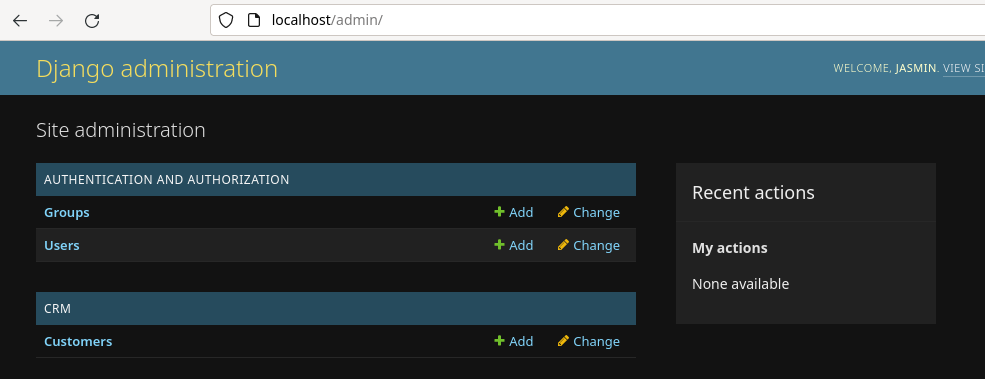 localhost/admin/
Django administration
WELCOME, JASMIN. VIEW SI
Site administration
AUTHENTICATION AND AUTHORIZATION
Groups Add Change
Users Add Change
CRM
Customers Add Change
Recent actions
My actions
None available